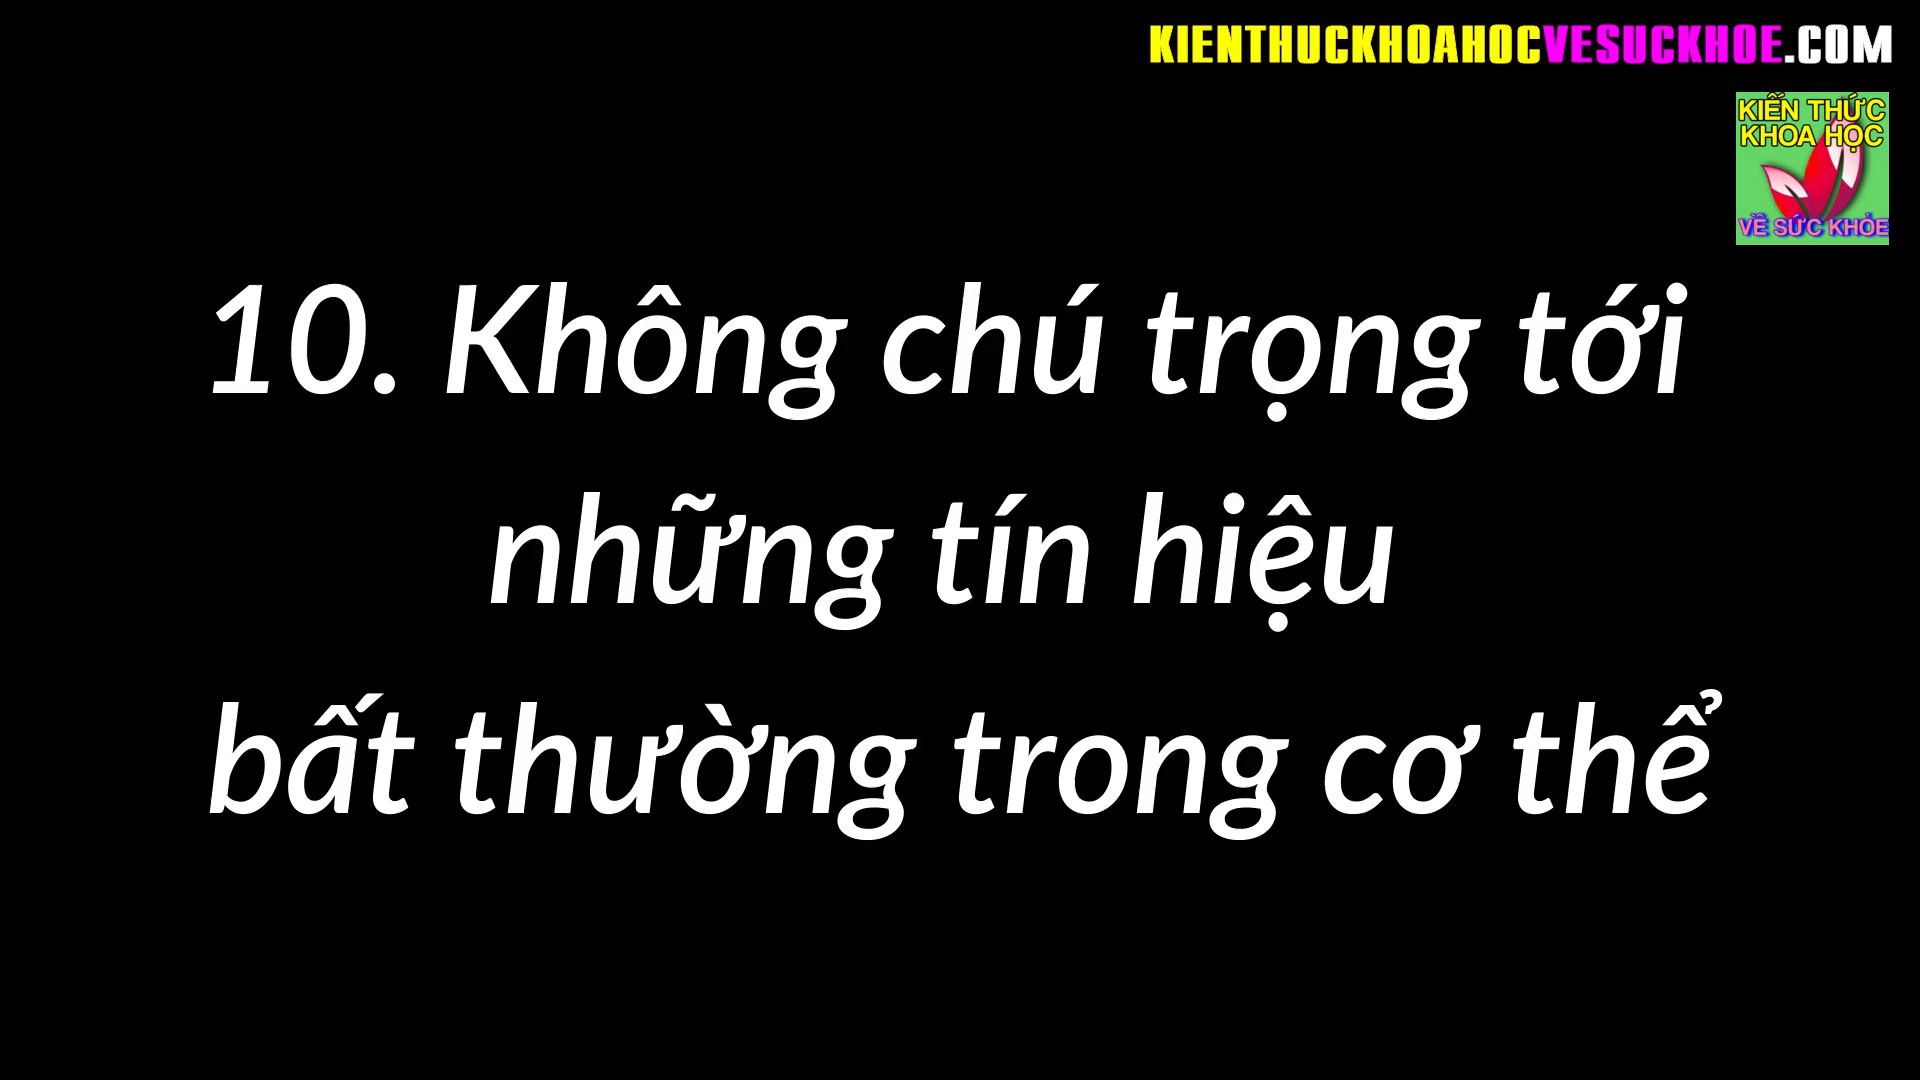 KIENTHUCKHOAHOCVESUCKHOE.COM
KIẾN THỨC
KHOA HỌC
VỀ SỨC KHỎE
10. Không chú trọng tới
những tín hiệu
bất thường trong cơ thể